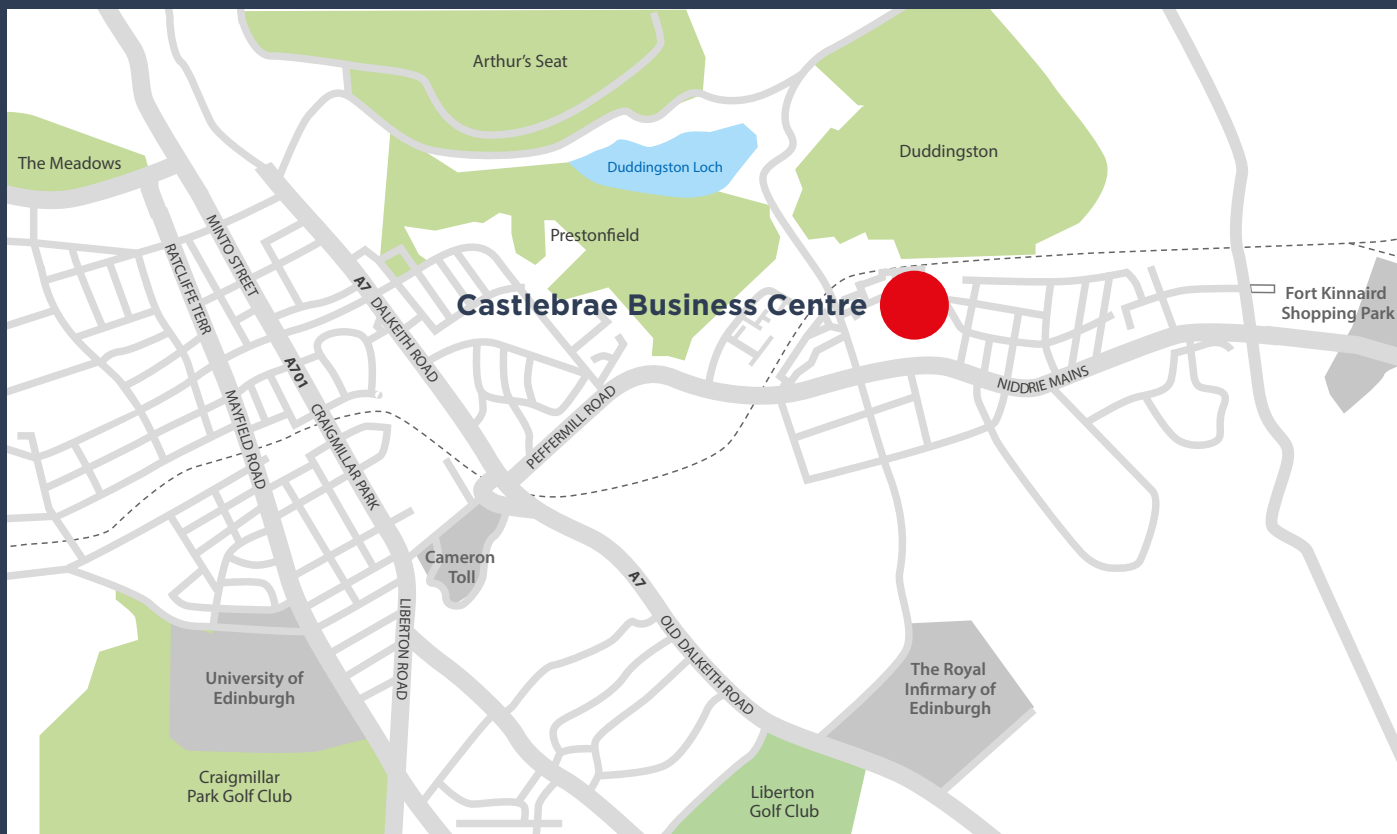 Arthur's Seat
The Meadows
Duddington
Duddingston Loch
Prestonfield
MINTO STREET
RATCLIFFE TERR
A7
DALKEITH ROAD
Castlebrae Business Centre
Fort Kinnaird
Shopping Park
A701
NIDDRIE MAINS
MAYFIELD ROAD
CRAIGMILLAR PARK
PEFFERMILL ROAD
Cameron
Toll
A7
LIBERTON ROAD
OLD DALKEITH ROAD
University of
Edinburgh
The Royal
Infirmary of
Edinburgh
Craigmillar
Park Golf Club
Liberton
Golf Club